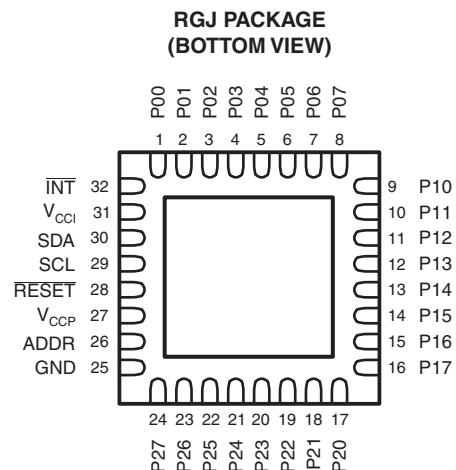 RGJ PACKAGE
(BOTTOM VIEW)
P00 P01 P02 P03 P04 P05 P06 P07
1 2 3 4 5 6 7 8
INT 32 9 P10
VCCI 31 10 P11
SDA 30 11 P12
SCL 29 12 P13
RESET 28 13 P14
VCCP 27 14 P15
ADDR 26 15 P16
GND 25 16 P17
24 23 22 21 20 19 18 17
P27 P26 P25 P24 P23 P22 P21 P20